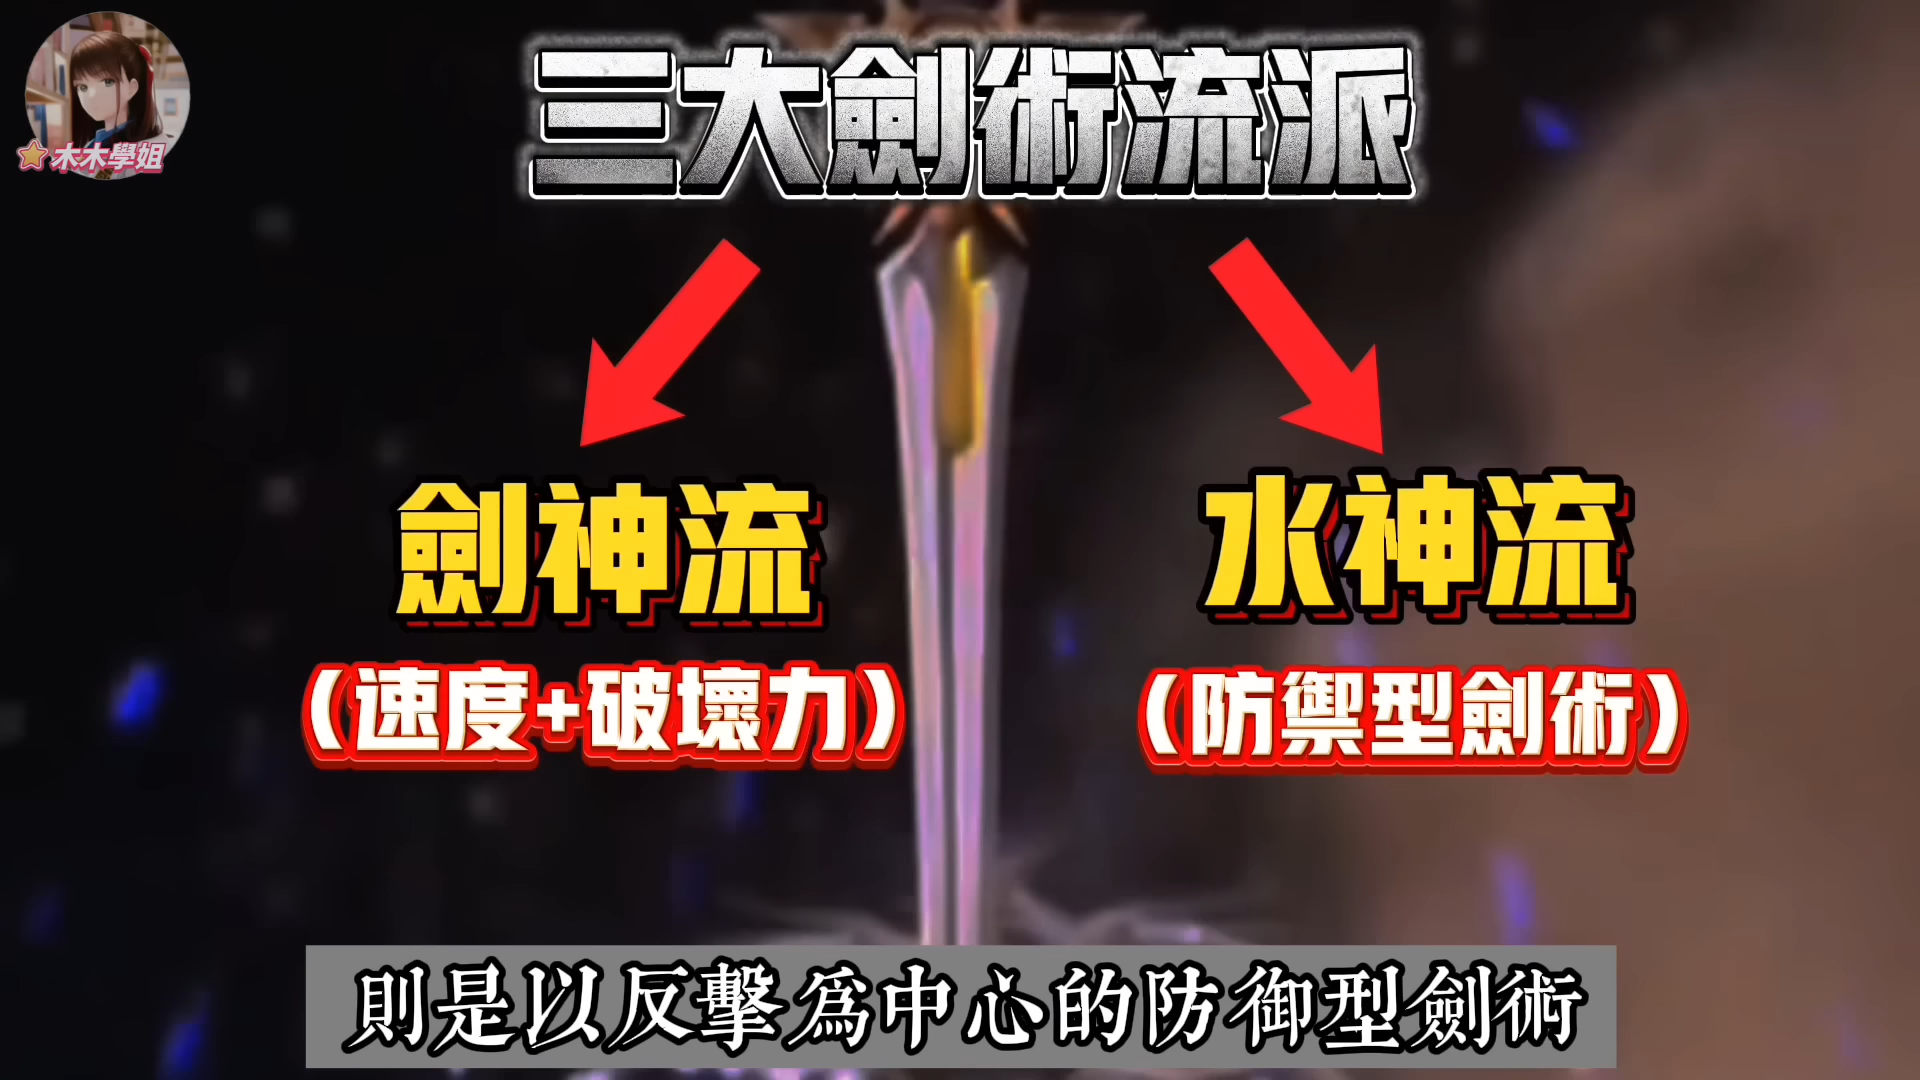 木木學姐
三大劍術流派
劍神流
水神流
（速度+破壞力）
（防禦型劍術）
則是以反擊爲中心的防御型劍術